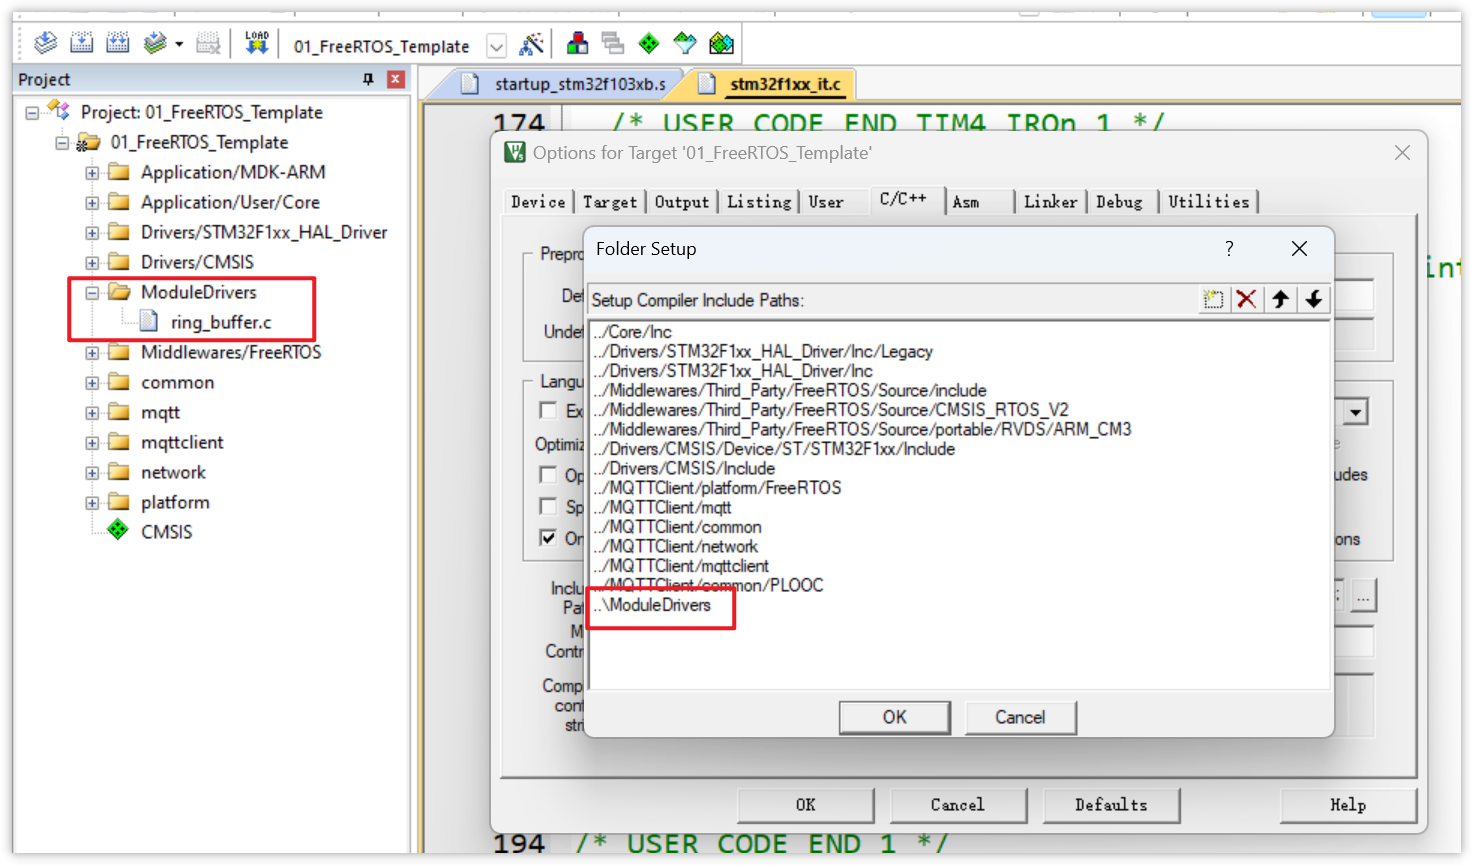 LOAD
01_FreeRTOS_Template
Project
startup_stm32f103xb.s
stm32f1xx_it.c
Project: 01_FreeRTOS_Template
01_FreeRTOS_Template
Application/MDK-ARM
Application/User/Core
Drivers/STM32F1xx_HAL_Driver
Drivers/CMSIS
ModuleDrivers
ring_buffer.c
Middlewares/FreeRTOS
common
mqtt
mqttclient
network
platform
CMSIS
174 /* USER CODE END TIM4_IRQn 1 */
Options for Target '01_FreeRTOS_Template'
Device Target Output Listing User C/C++ Asm Linker Debug Utilities
Folder Setup
?
Setup Compiler Include Paths:
../Core/Inc
../Drivers/STM32F1xx_HAL_Driver/Inc/Legacy
../Drivers/STM32F1xx_HAL_Driver/Inc
../Middlewares/Third_Party/FreeRTOS/Source/include
../Middlewares/Third_Party/FreeRTOS/Source/CMSIS_RTOS_V2
../Middlewares/Third_Party/FreeRTOS/Source/portable/RVDS/ARM_CM3
../Drivers/CMSIS/Device/ST/STM32F1xx/Include
../Drivers/CMSIS/Include
../MQTTClient/platform/FreeRTOS
../MQTTClient/mqtt
../MQTTClient/common
../MQTTClient/network
../MQTTClient/mqttclient
../MQTTClient/common/PLOOC
..\ModuleDrivers
OK Cancel
Prepro
Def
Undef
Langu
Ex
Optimiz
Op
Sp
On
Inclu
Pat
M
Contr
Comp
cont
stri
int
udes
ons
...
OK Cancel Defaults Help
194 /* USER CODE END 1 */